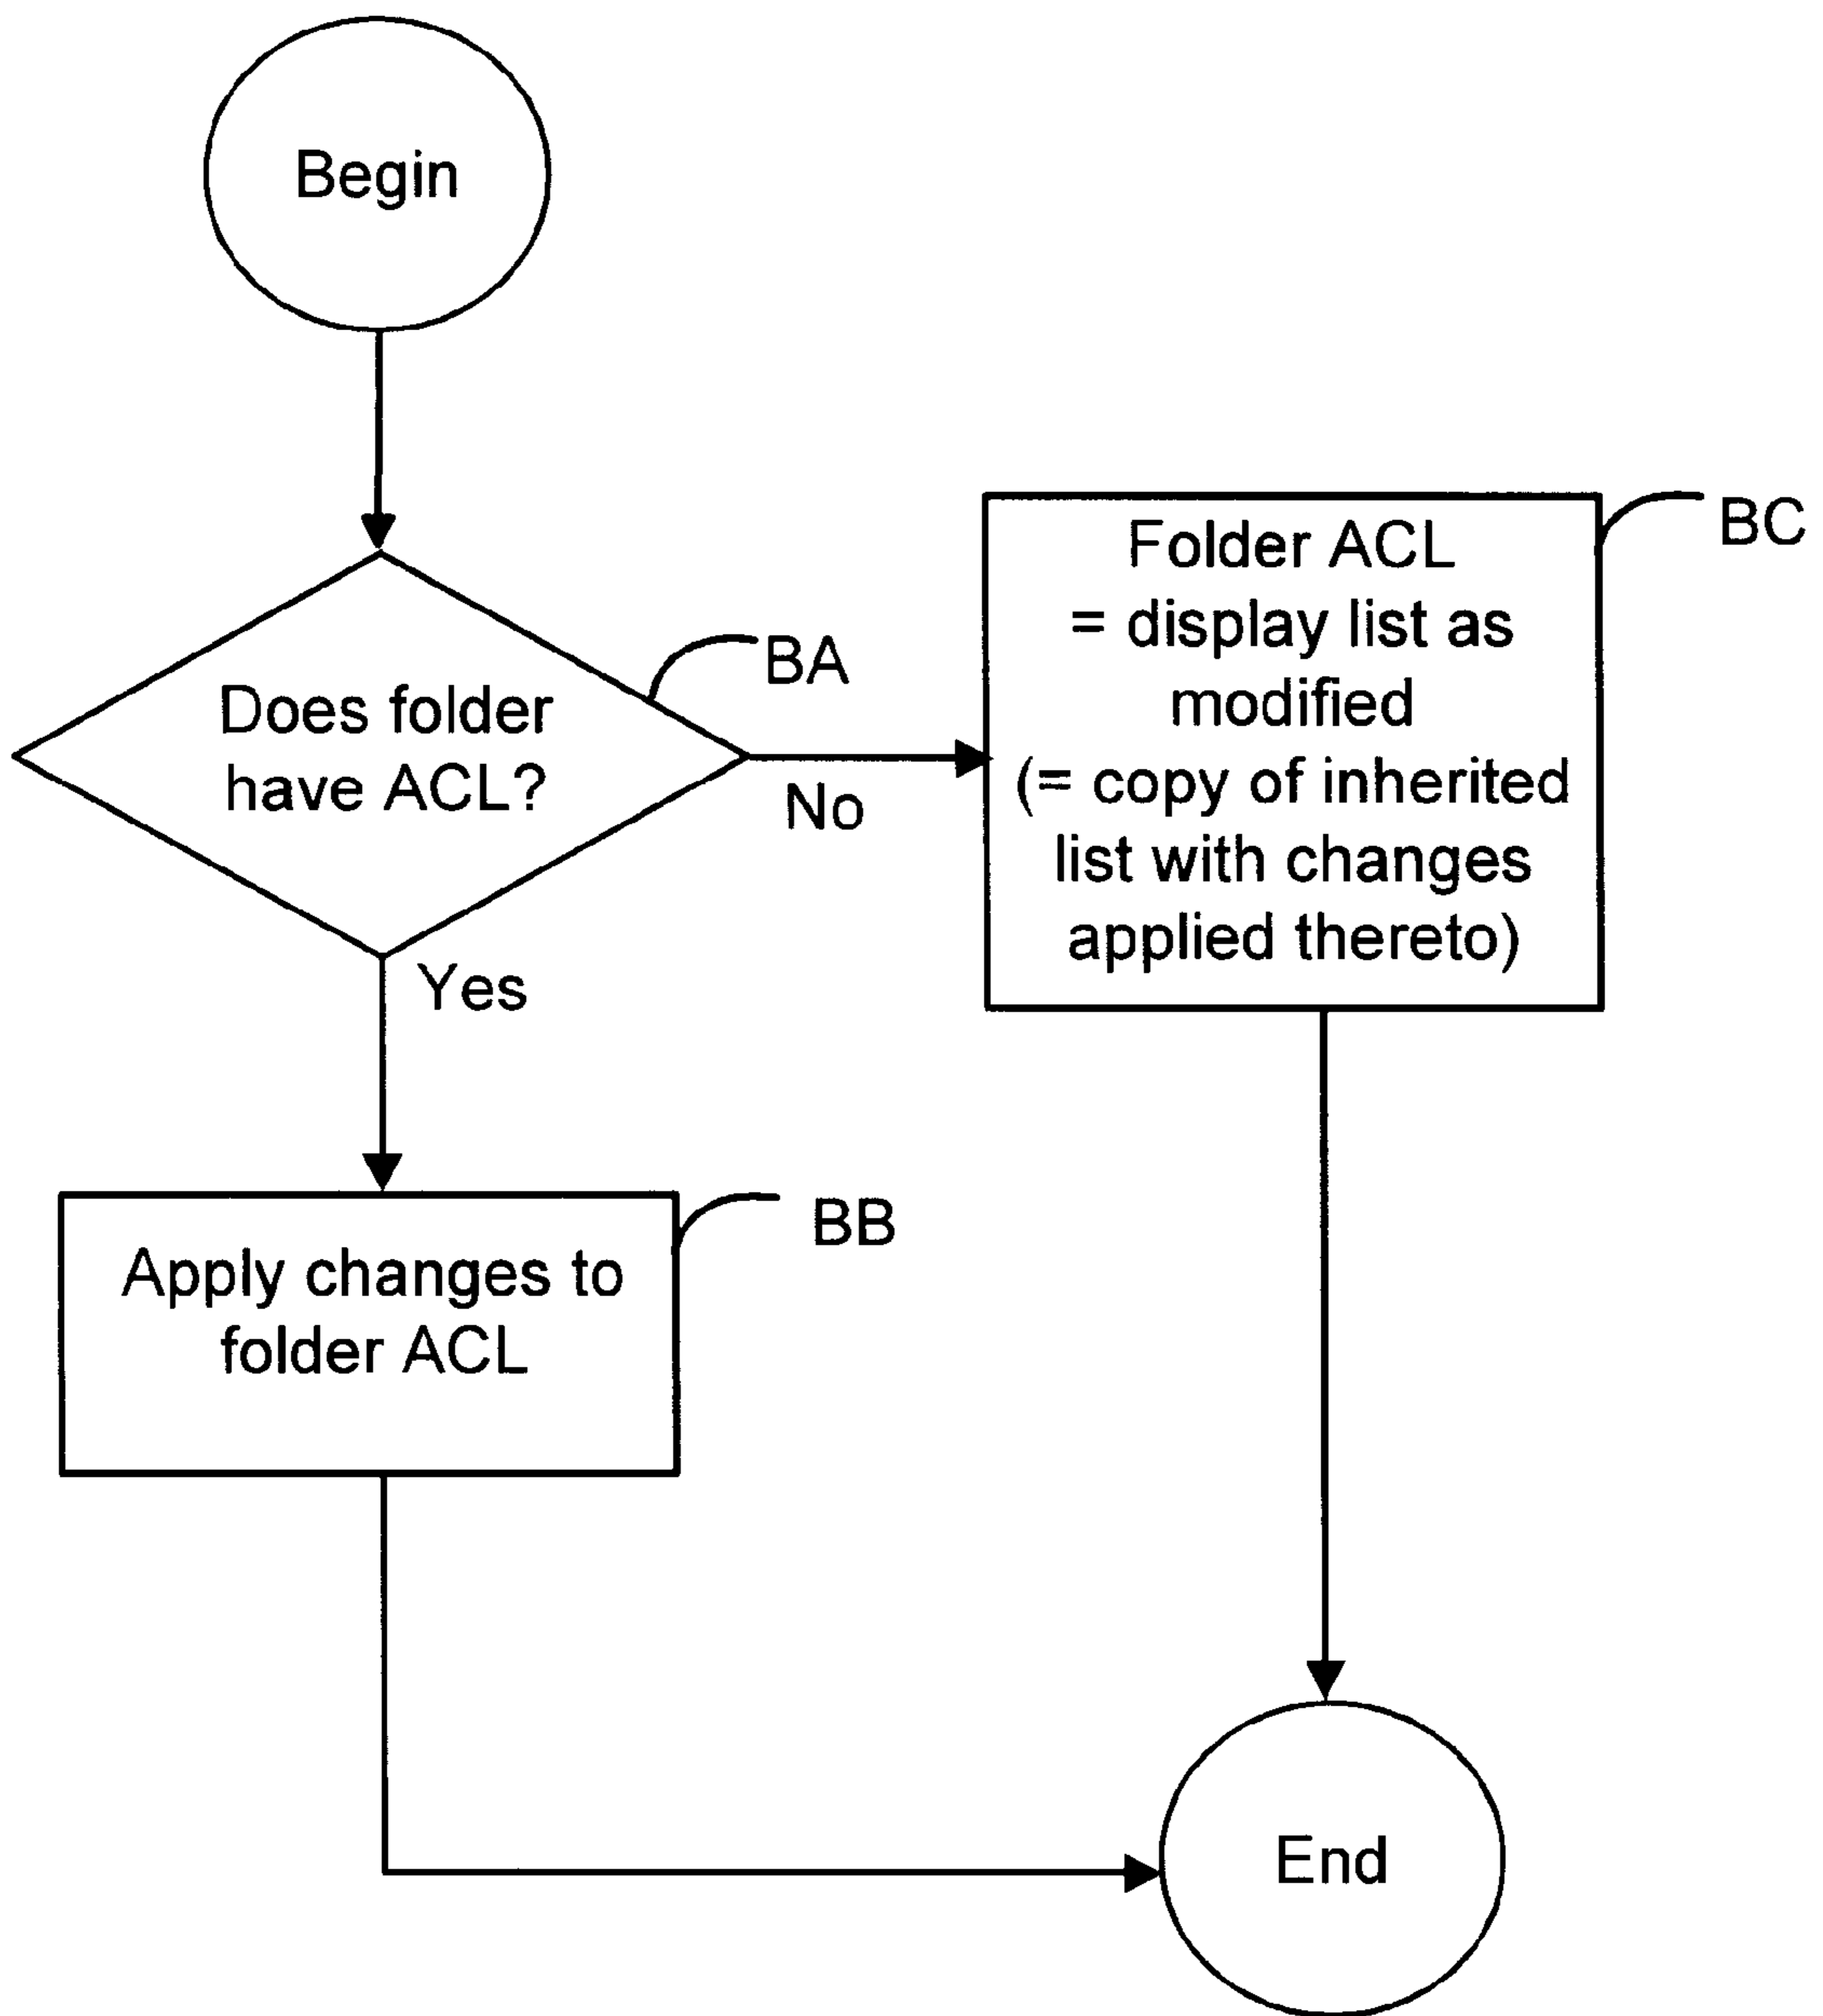 Begin
Does folder
have ACL?
BA
No
Yes
Folder ACL
= display list as
modified
(= copy of inherited
list with changes
applied thereto)
BC
Apply changes to
folder ACL
BB
End